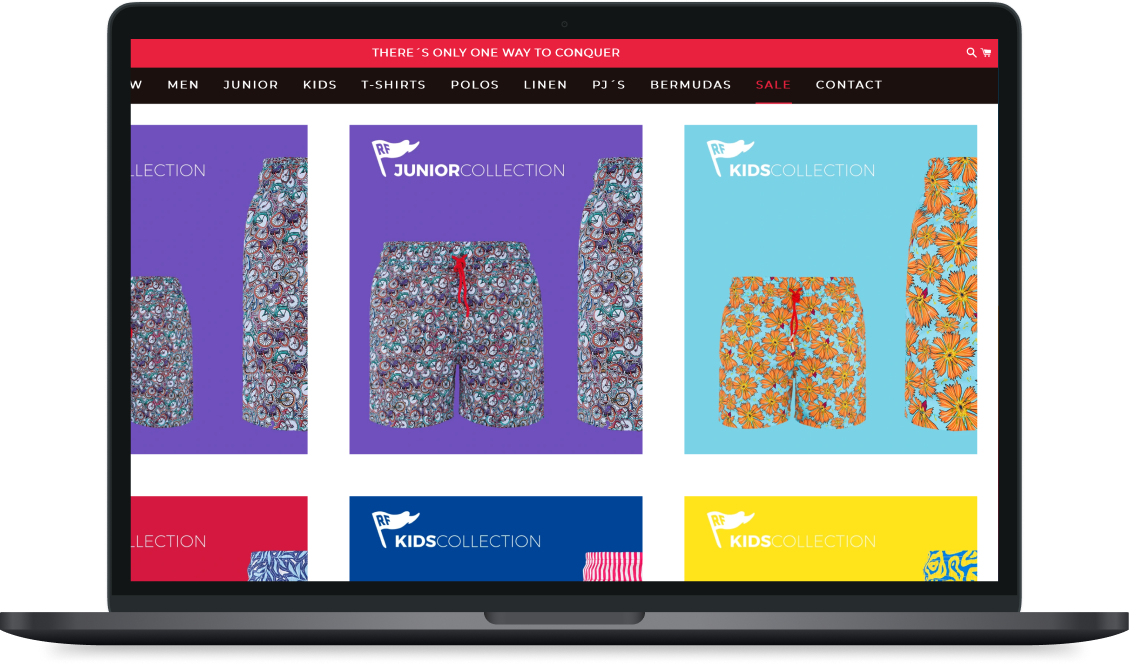 THERE´S ONLY ONE WAY TO CONQUER
W MEN JUNIOR KIDS T-SHIRTS POLOS LINEN PJ´S BERMUDAS SALE CONTACT
LLECTION
RF
JUNIORCOLLECTION
RF
KIDSCOLLECTION
LLECTION
RF
KIDSCOLLECTION
RF
KIDSCOLLECTION